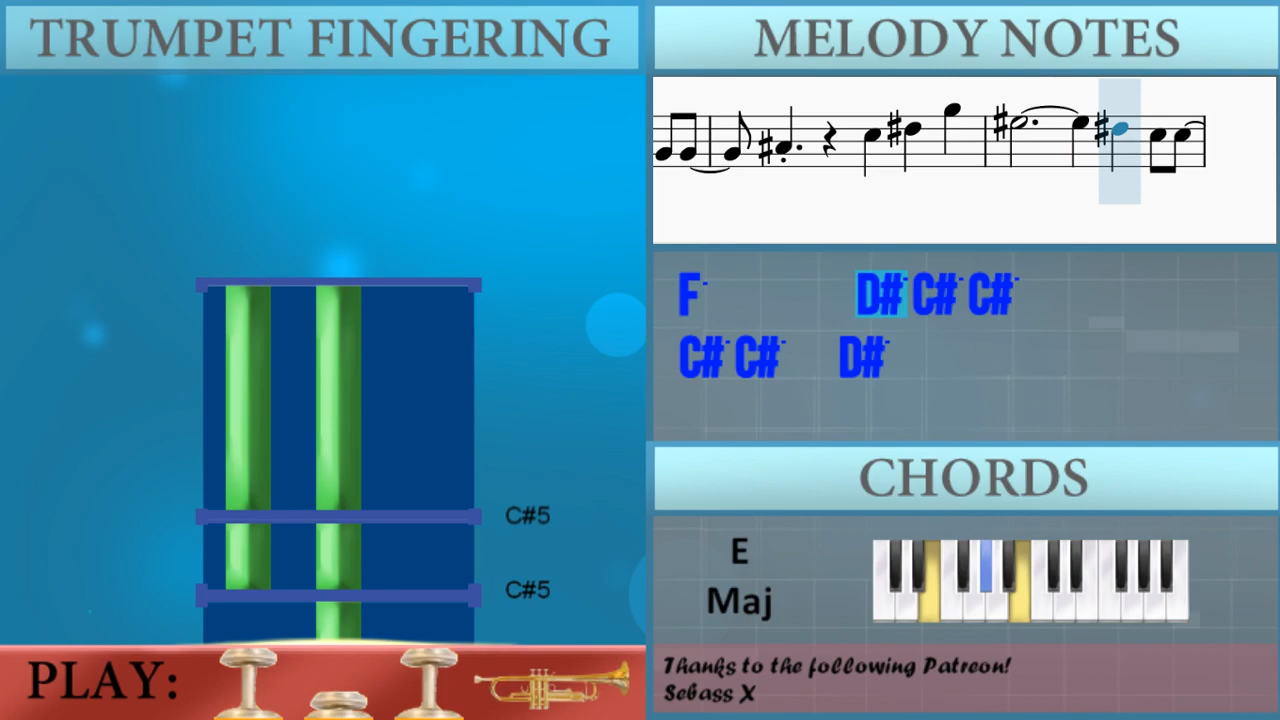 TRUMPET FINGERING
C#5
C#5
PLAY:
MELODY NOTES
F- D#- C#- C#-
C#- C#- D#-
CHORDS
E
Maj
Thanks to the following Patreon!
Sebass X